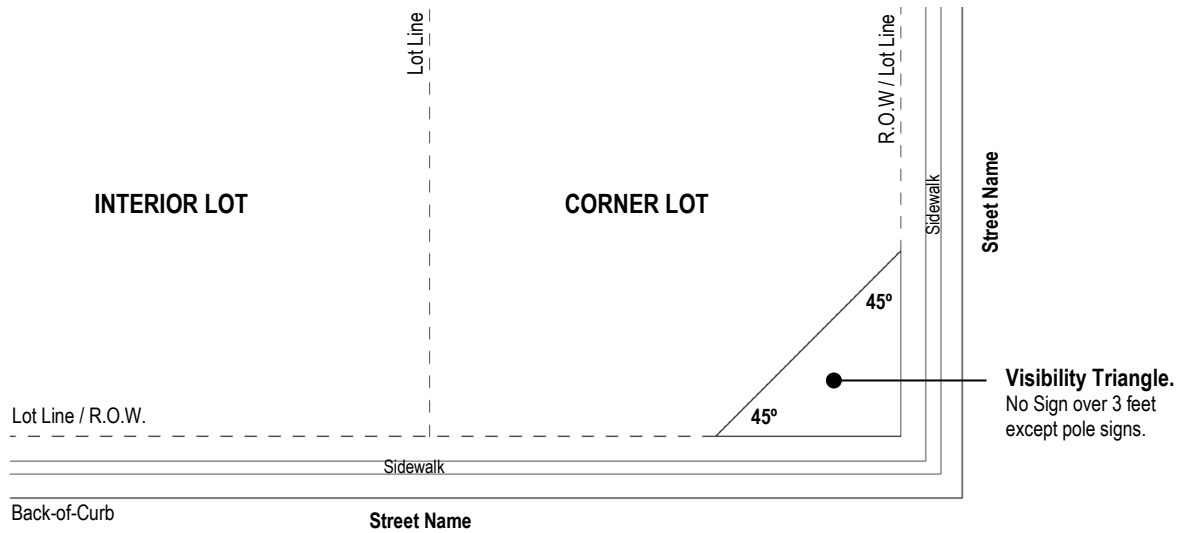 Lot Line
R.O.W / Lot Line
INTERIOR LOT
CORNER LOT
Sidewalk
Street Name
45º
Visibility Triangle.
No Sign over 3 feet
except pole signs.
45º
Lot Line / R.O.W.
Sidewalk
Back-of-Curb
Street Name